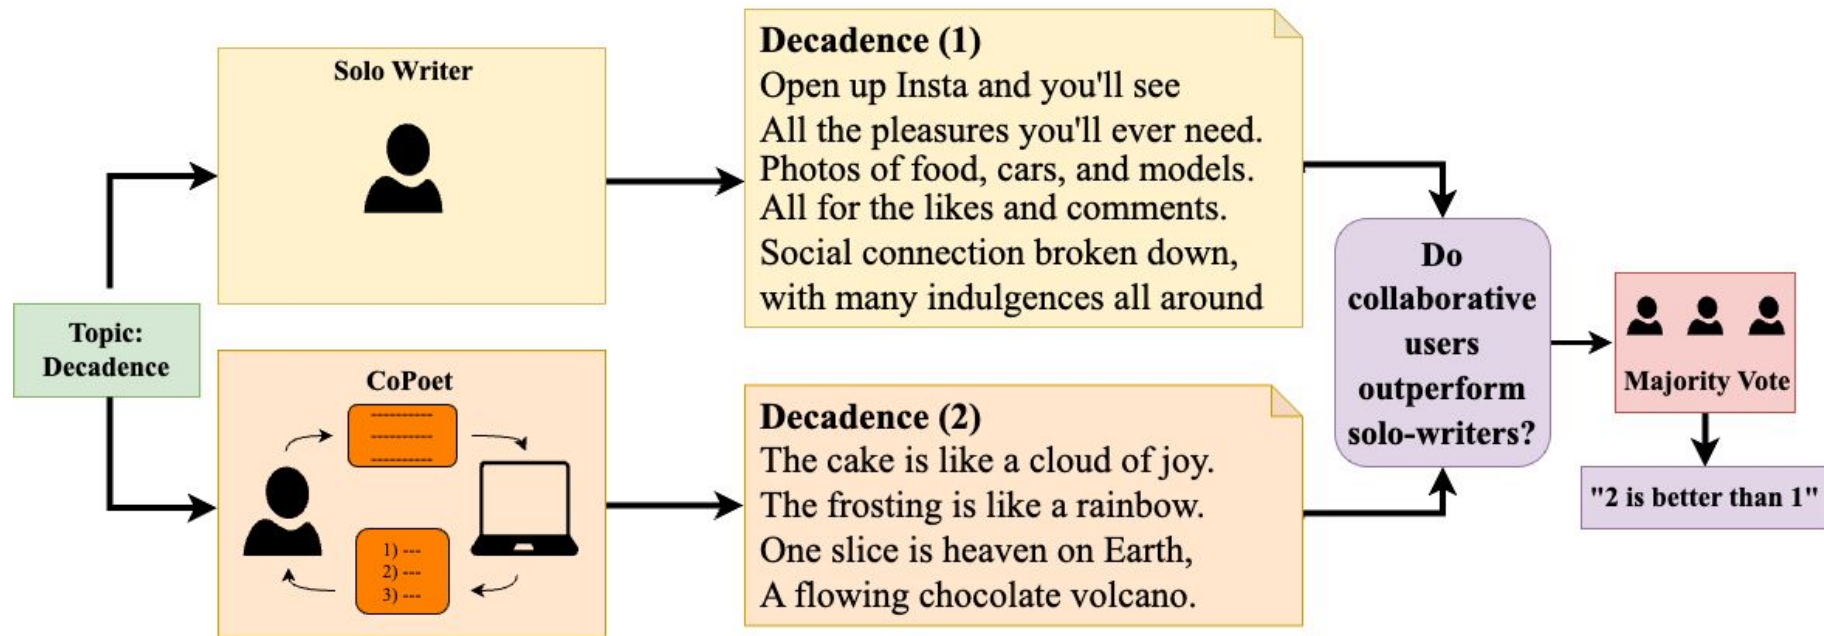 Topic:
Decadence
Solo Writer
Decadence (1)
Open up Insta and you'll see
All the pleasures you'll ever need.
Photos of food, cars, and models.
All for the likes and comments.
Social connection broken down,
with many indulgences all around
CoPoet
----------
----------
----------
1) ---
2) ---
3) ---
Decadence (2)
The cake is like a cloud of joy.
The frosting is like a rainbow.
One slice is heaven on Earth,
A flowing chocolate volcano.
Do
collaborative
users
outperform
solo-writers?
Majority Vote
"2 is better than 1"